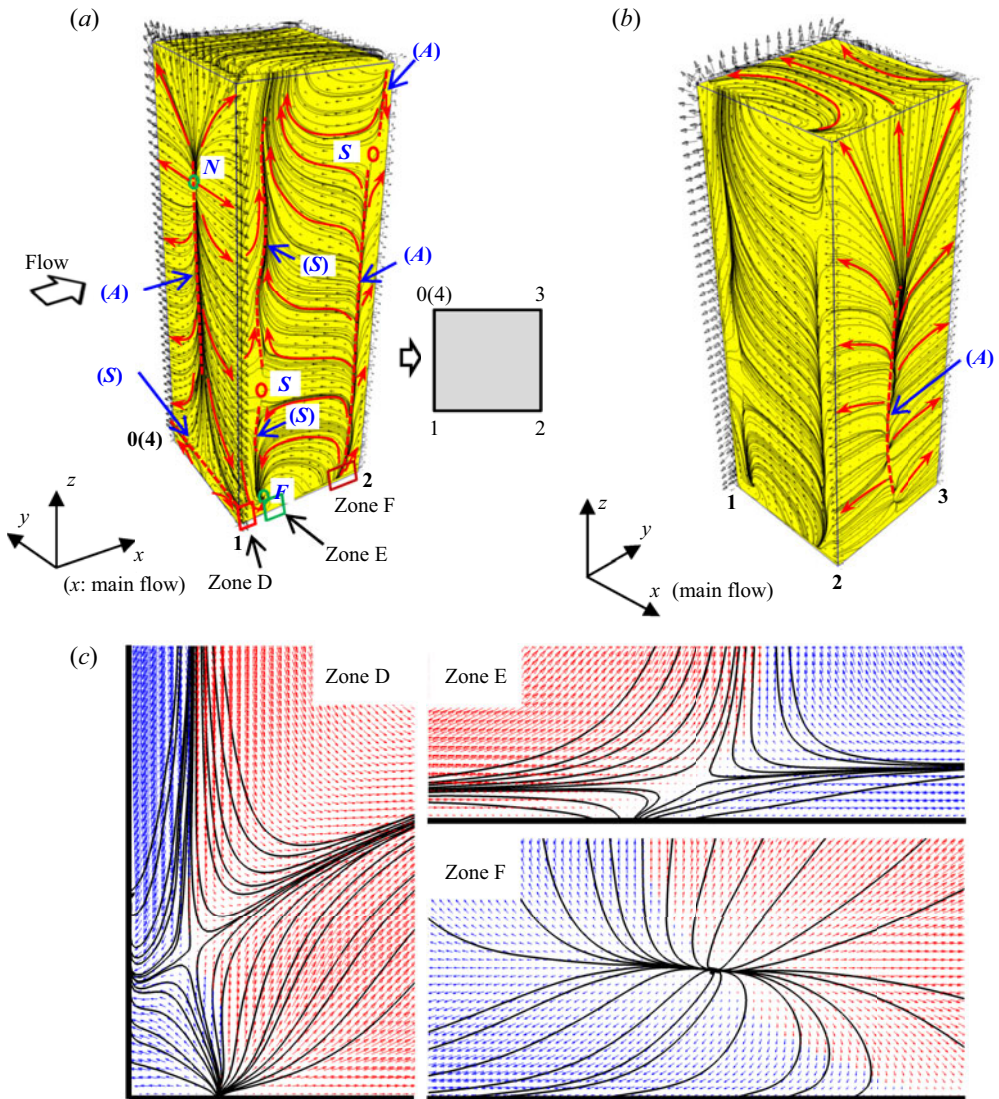 (a)
(b)
(A)
S
N
Flow
(S)
(A)
(A)
0(4)
3
(S)
S
(A)
(S)
0(4)
1
2
F
2
Zone F
1
3
z
1
Zone E
z
y
x
Zone D
y
(x: main flow)
x (main flow)
2
(c)
Zone D
Zone E
Zone F